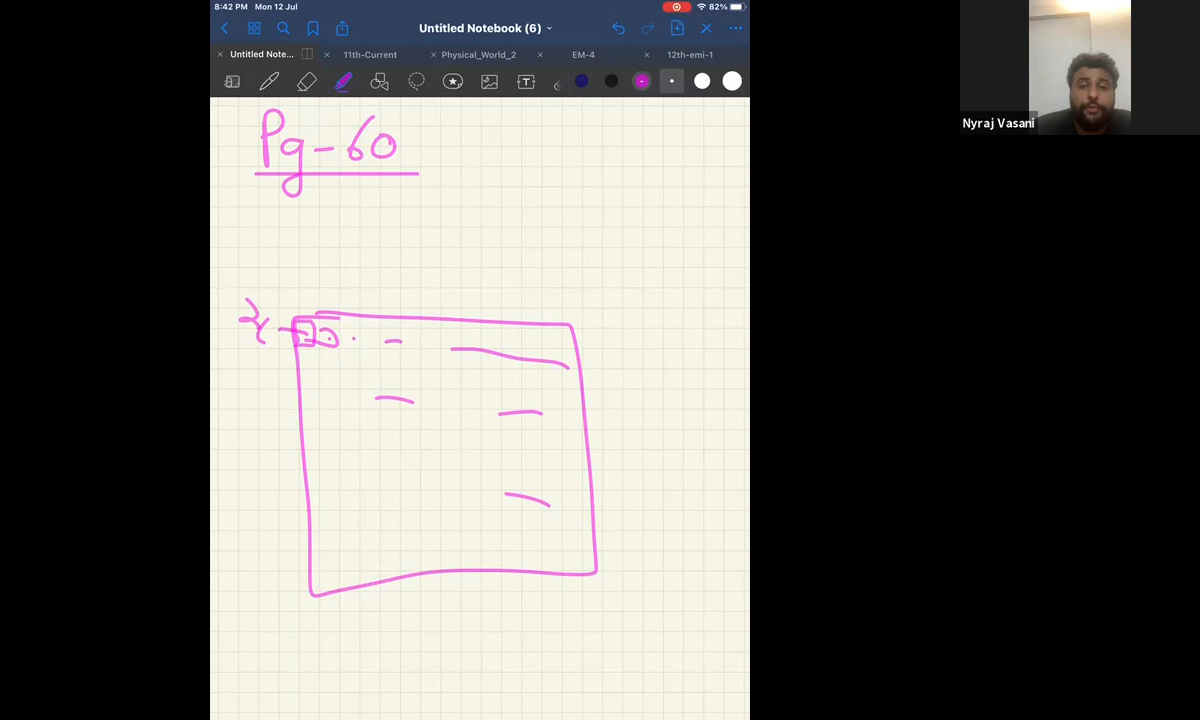 8:42 PM Mon 12 Jul 82%
Untitled Notebook (6)
Untitled Note... 11th-Current Physical_World_2 EM-4 12th-emi-1
Nyraj Vasani
Pg-60